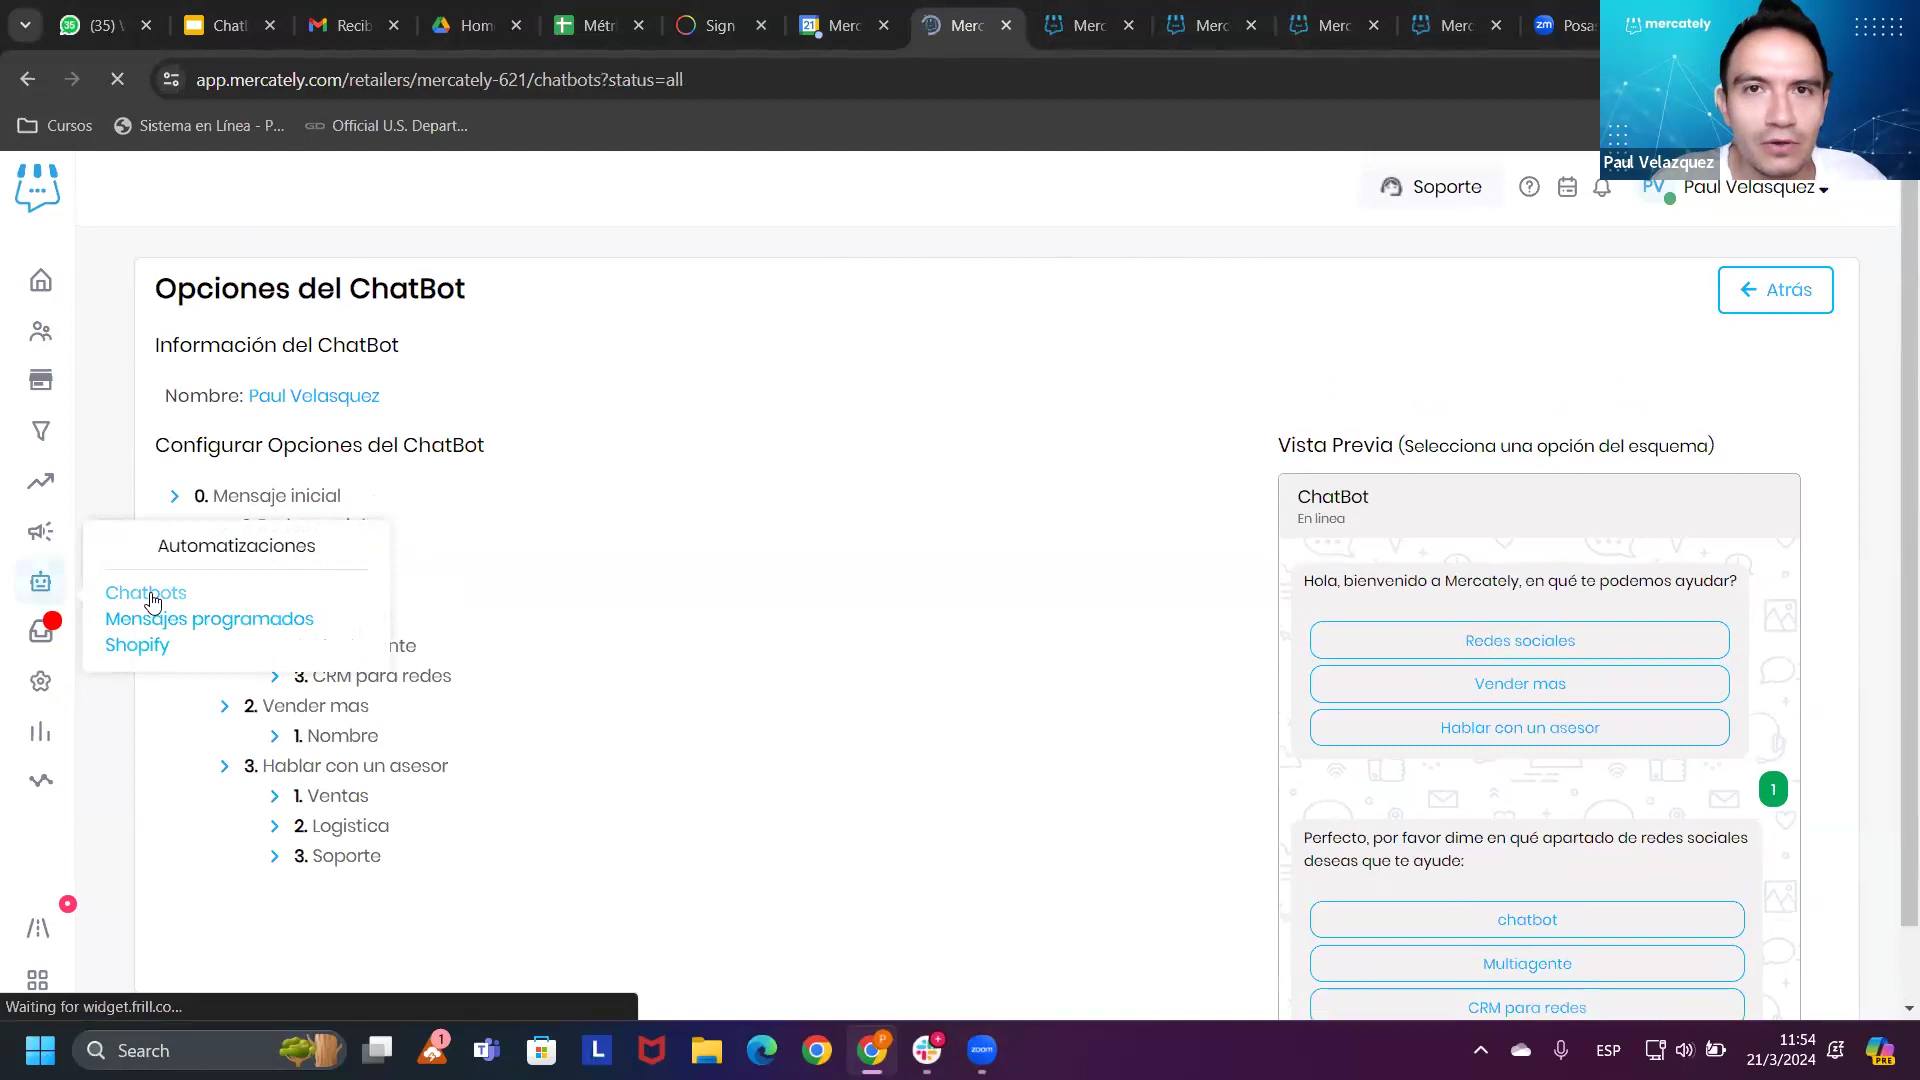 (35)
Chatl
Recib
Hom
Métri
Sign
Merc
Merc
Merc
Merc
Merc
Merc
Posa
mercately
app.mercately.com/retailers/mercately-621/chatbots?status=all
Cursos
Sistema en Línea - P...
GD
Official U.S. Depart...
Paul Velazquez
Soporte
PV
Paul Velasquez
Opciones del ChatBot
Atrás
Información del ChatBot
Nombre: Paul Velasquez
Configurar Opciones del ChatBot
Vista Previa (Selecciona una opción del esquema)
0. Mensaje inicial
ChatBot
En linea
Automatizaciones
Chatbots
Mensajes programados
Shopify
nte
3. CRM para redes
2. Vender mas
1. Nombre
3. Hablar con un asesor
1. Ventas
2. Logistica
3. Soporte
Hola, bienvenido a Mercately, en qué te podemos ayudar?
Redes sociales
Vender mas
Hablar con un asesor
1
Perfecto, por favor dime en qué apartado de redes sociales
deseas que te ayude:
chatbot
Multiagente
CRM para redes
Waiting for widget.frill.co...
Search
1
L
P
zoom
ESP
11:54
21/3/2024
PRE